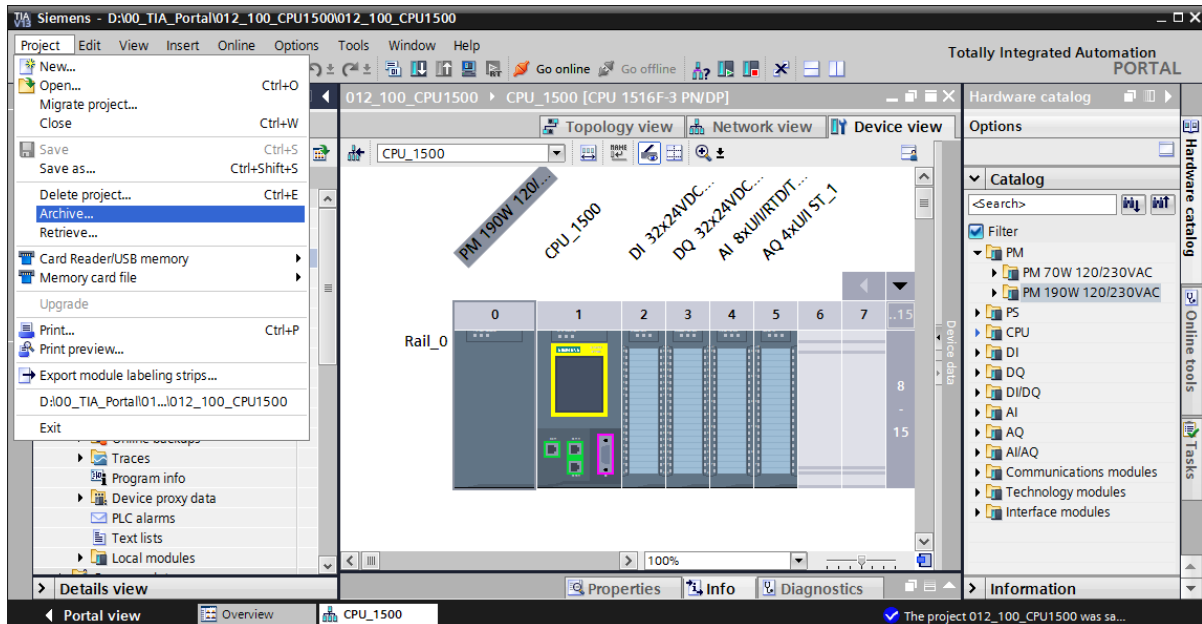 TIA V13 Siemens - D:\00_TIA_Portal\012_100_CPU1500\012_100_CPU1500
Project Edit View Insert Online Options Tools Window Help
Totally Integrated Automation
PORTAL
New...
Open... Ctrl+O
Migrate project...
Close Ctrl+W
Save Ctrl+S
Save as... Ctrl+Shift+S
Delete project... Ctrl+E
Archive...
Retrieve...
Card Reader/USB memory
Memory card file
Upgrade
Print... Ctrl+P
Print preview...
Export module labeling strips...
D:\00_TIA_Portal\01...\012_100_CPU1500
Exit
Traces
Program info
Device proxy data
PLC alarms
Text lists
Local modules
Details view
Go online Go offline
012_100_CPU1500 CPU_1500 [CPU 1516F-3 PN/DP]
Topology view Network view Device view
CPU_1500
PM 190W 120/...
CPU_1500
DI 32x24VDC...
DQ 32x24VDC...
AI 8xU/I/RTD/T...
AQ 4xU/I ST_1
0 1 2 3 4 5 6 7 ..15
Rail_0
SIEMENS
8
-
15
Device data
100%
Properties Info Diagnostics
Hardware catalog
Options
Catalog
<Search>
Filter
PM
PM 70W 120/230VAC
PM 190W 120/230VAC
PS
CPU
DI
DQ
DI/DQ
AI
AQ
AI/AQ
Communications modules
Technology modules
Interface modules
Information
Hardware catalog
Online tools
Tasks
Portal view Overview CPU_1500 The project 012_100_CPU1500 was sa...